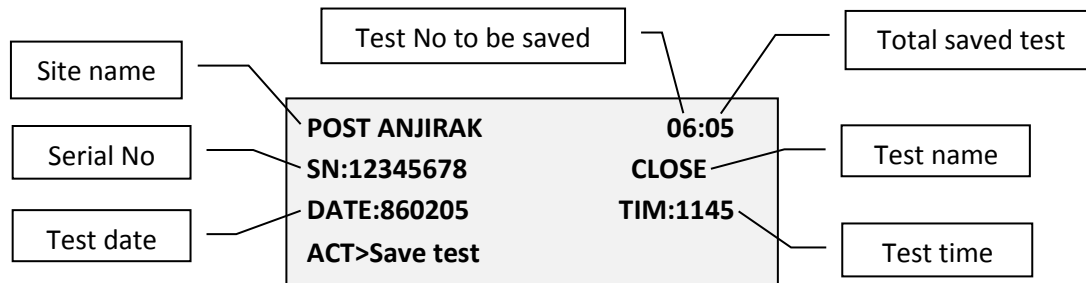 Test No to be saved
Total saved test
Site name
POST ANJIRAK 06:05
Serial No
SN:12345678 CLOSE
Test name
DATE:860205 TIM:1145
Test date
ACT>Save test
Test time